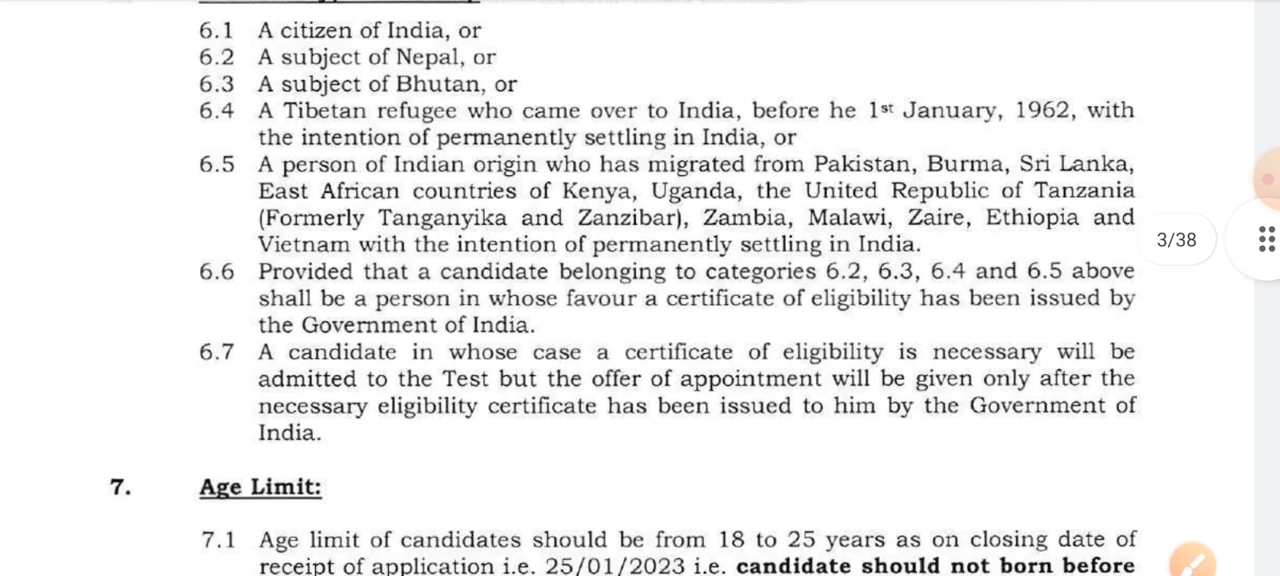 6.1 A citizen of India, or
6.2 A subject of Nepal, or
6.3 A subject of Bhutan, or
6.4 A Tibetan refugee who came over to India, before he 1st January, 1962, with
the intention of permanently settling in India, or
6.5 A person of Indian origin who has migrated from Pakistan, Burma, Sri Lanka,
East African countries of Kenya, Uganda, the United Republic of Tanzania
(Formerly Tanganyika and Zanzibar), Zambia, Malawi, Zaire, Ethiopia and
Vietnam with the intention of permanently settling in India.
3/38
6.6 Provided that a candidate belonging to categories 6.2, 6.3, 6.4 and 6.5 above
shall be a person in whose favour a certificate of eligibility has been issued by
the Government of India.
6.7 A candidate in whose case a certificate of eligibility is necessary will be
admitted to the Test but the offer of appointment will be given only after the
necessary eligibility certificate has been issued to him by the Government of
India.
7. Age Limit:
7.1 Age limit of candidates should be from 18 to 25 years as on closing date of
receipt of application i.e. 25/01/2023 i.e. candidate should not born before